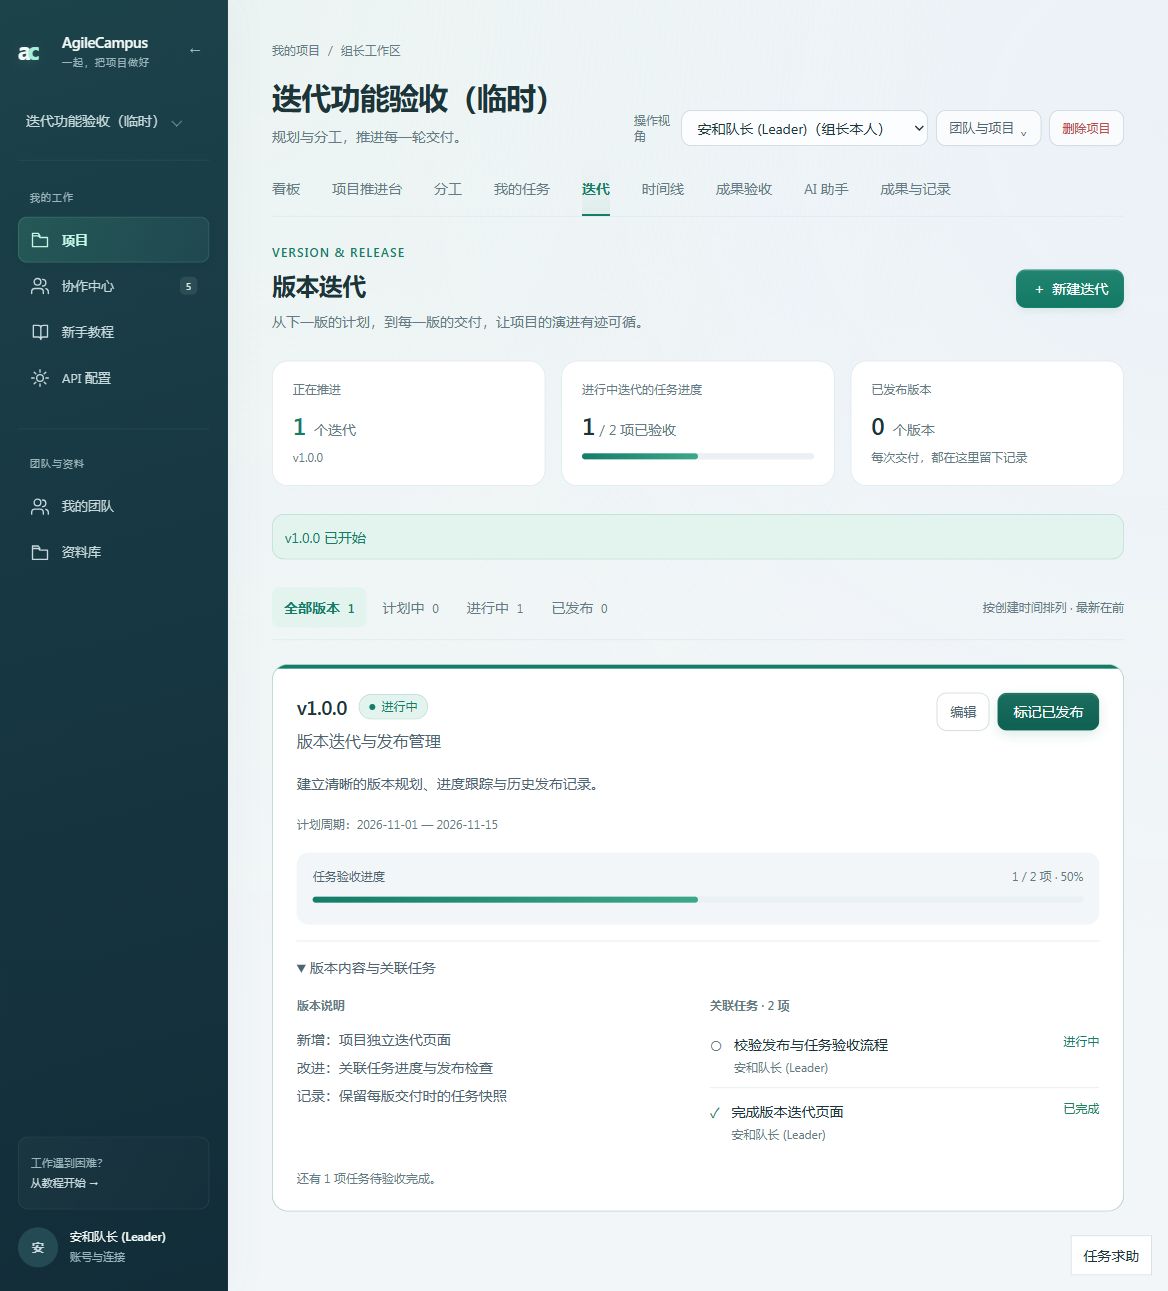 ac
AgileCampus
一起，把项目做好
←
迭代功能验收（临时）
我的工作
项目
协作中心 5
新手教程
API 配置
团队与资料
我的团队
资料库
工作遇到困难？
从教程开始 →
安
安和队长 (Leader)
账号与连接
我的项目 / 组长工作区
迭代功能验收（临时）
规划与分工，推进每一轮交付。
操作视角
安和队长 (Leader)（组长本人）
团队与项目
删除项目
看板 项目推进台 分工 我的任务 迭代 时间线 成果验收 AI 助手 成果与记录
VERSION & RELEASE
版本迭代
从下一版的计划，到每一版的交付，让项目的演进有迹可循。
+ 新建迭代
正在推进
1 个迭代
v1.0.0
进行中迭代的任务进度
1 / 2 项已验收
已发布版本
0 个版本
每次交付，都在这里留下记录
v1.0.0 已开始
全部版本 1 计划中 0 进行中 1 已发布 0
按创建时间排列 · 最新在前
v1.0.0 进行中
编辑
标记已发布
版本迭代与发布管理
建立清晰的版本规划、进度跟踪与历史发布记录。
计划周期：2026-11-01 — 2026-11-15
任务验收进度
1 / 2 项 · 50%
▼ 版本内容与关联任务
版本说明
新增：项目独立迭代页面
改进：关联任务进度与发布检查
记录：保留每版交付时的任务快照
关联任务 · 2 项
○ 校验发布与任务验收流程 进行中
安和队长 (Leader)
✓ 完成版本迭代页面 已完成
安和队长 (Leader)
还有 1 项任务待验收完成。
任务求助